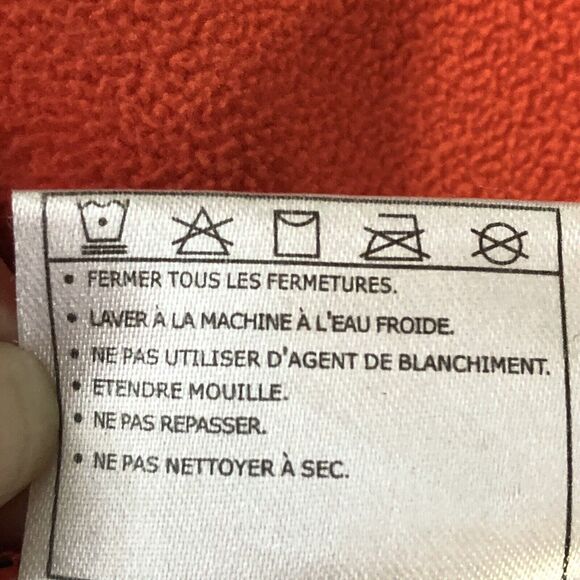 • FERMER TOUS LES FERMETURES.
• LAVER À LA MACHINE À L'EAU FROIDE.
• NE PAS UTILISER D'AGENT DE BLANCHIMENT.
• ETENDRE MOUILLE.
• NE PAS REPASSER.
• NE PAS NETTOYER À SEC.